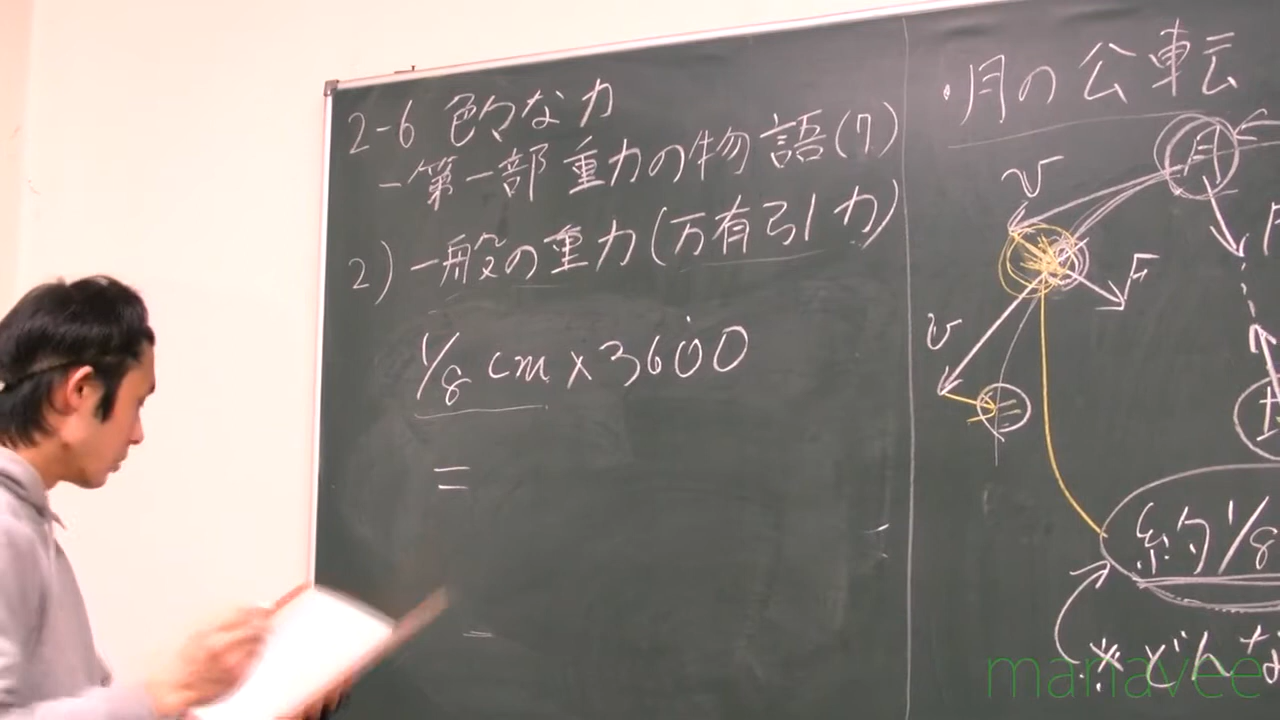 2-6 色々な力
-第一部 重力の物語(7)
2) 一般の重力(万有引力)
1/8 cm × 3600
=
・月の公転
月
v
F
v
約 1/8
※どんな
manavee